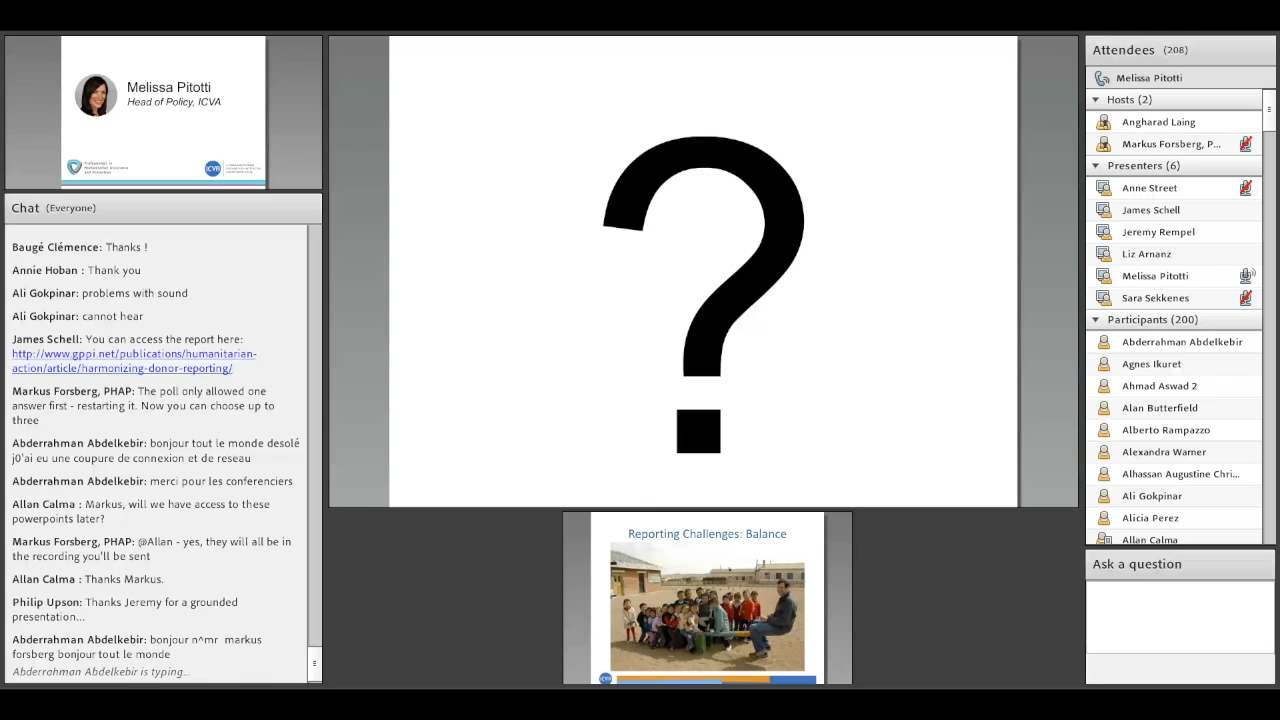 Melissa Pitotti
Head of Policy, ICVA
Professionals in
Humanitarian Assistance
and Protection
ICVA
Chat (Everyone)
Baugé Clémence: Thanks !
Annie Hoban : Thank you
Ali Gokpinar: problems with sound
Ali Gokpinar: cannot hear
James Schell: You can access the report here:
http://www.gppi.net/publications/humanitarian-
action/article/harmonizing-donor-reporting/
Markus Forsberg, PHAP: The poll only allowed one
answer first - restarting it. Now you can choose up to
three
Abderrahman Abdelkebir: bonjour tout le monde desolé
j0'ai eu une coupure de connexion et de reseau
Abderrahman Abdelkebir: merci pour les conferenciers
Allan Calma : Markus, will we have access to these
powerpoints later?
Markus Forsberg, PHAP: @Allan - yes, they will all be in
the recording you'll be sent
Allan Calma : Thanks Markus.
Philip Upson: Thanks Jeremy for a grounded
presentation...
Abderrahman Abdelkebir: bonjour n^mr markus
forsberg bonjour tout le monde
Abderrahman Abdelkebir is typing...
?
Reporting Challenges: Balance
Attendees (208)
Melissa Pitotti
Hosts (2)
Angharad Laing
Markus Forsberg, P...
Presenters (6)
Anne Street
James Schell
Jeremy Rempel
Liz Arnanz
Melissa Pitotti
Sara Sekkenes
Participants (200)
Abderrahman Abdelkebir
Agnes Ikuret
Ahmad Aswad 2
Alan Butterfield
Alberto Rampazzo
Alexandra Warner
Alhassan Augustine Chri...
Ali Gokpinar
Alicia Perez
Allan Calma
Ask a question